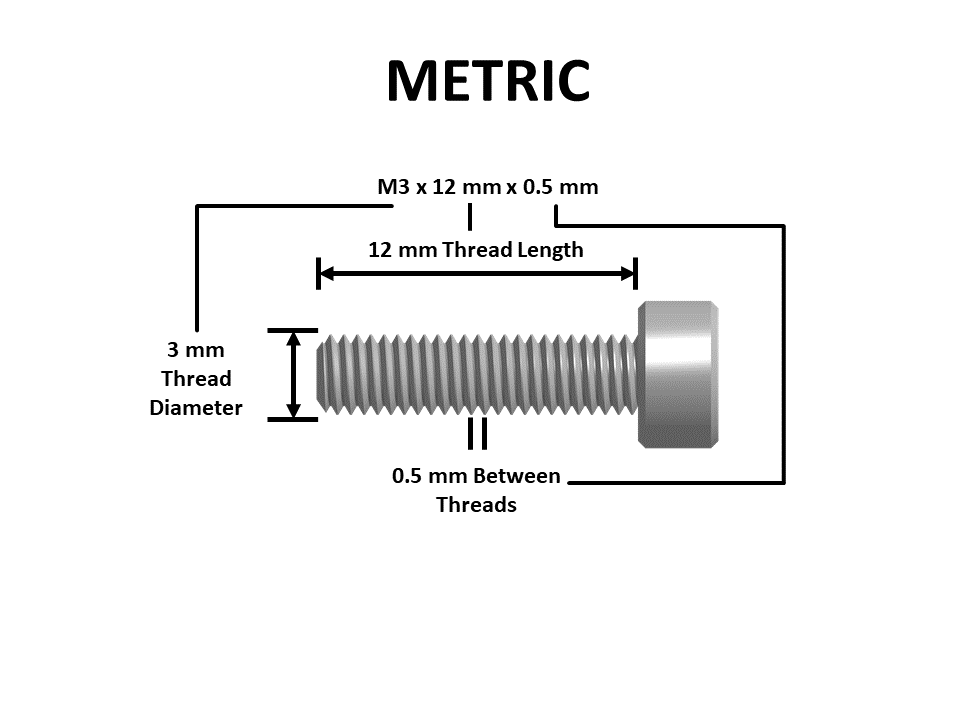 METRIC
M3 x 12 mm x 0.5 mm
12 mm Thread Length
3 mm
Thread
Diameter
0.5 mm Between
Threads